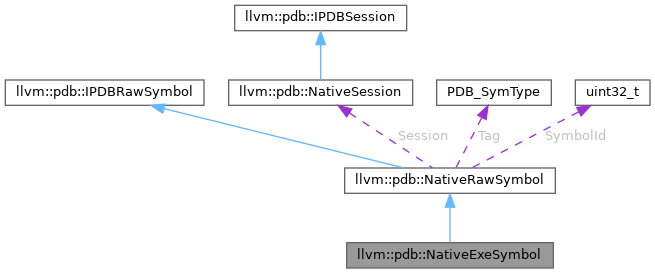 llvm::pdb::IPDBSession
llvm::pdb::IPDBRawSymbol
llvm::pdb::NativeSession
PDB_SymType
uint32_t
Session
Tag
SymbolId
llvm::pdb::NativeRawSymbol
llvm::pdb::NativeExeSymbol